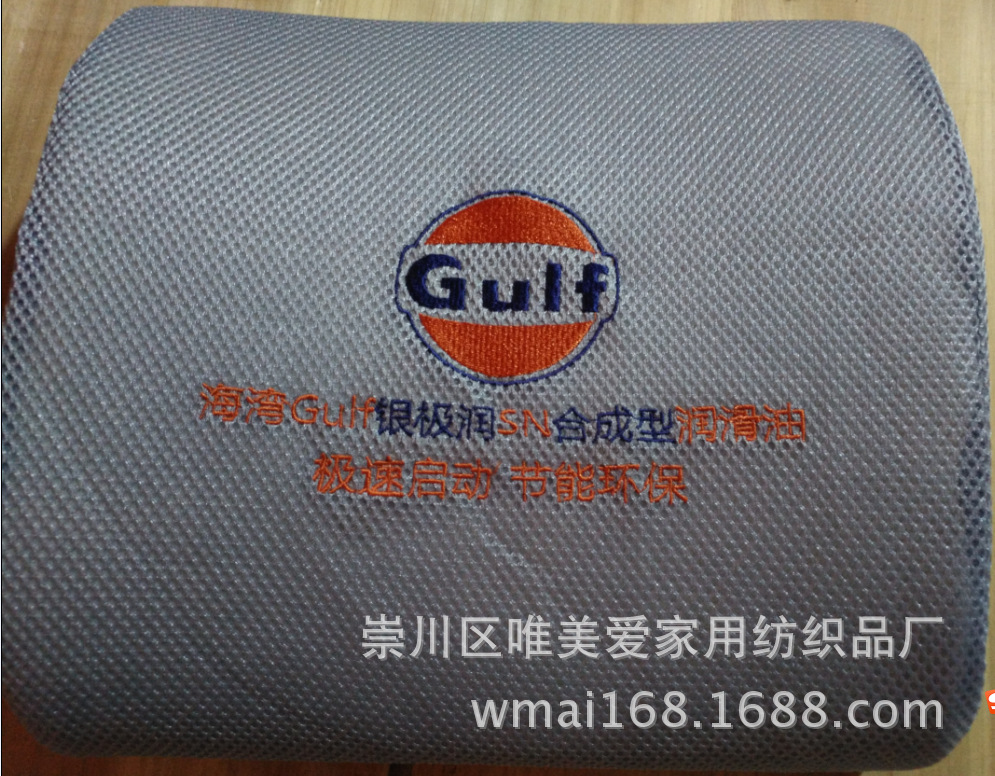 Gulf
海湾Gulf银极润SN合成型润滑油
极速启动 节能环保
崇川区唯美爱家用纺织品厂
wmai168.1688.com